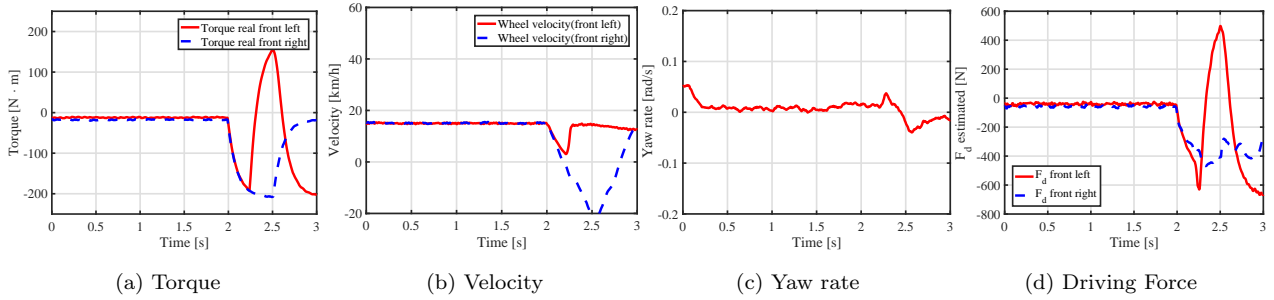 200
100
0
-100
-200
Torque [N · m]
Torque real front left
Torque real front right
0 0.5 1 1.5 2 2.5 3
Time [s]
(a) Torque
60
40
20
0
-20
Velocity [km/h]
Wheel velocity(front left)
Wheel velocity(front right)
0 0.5 1 1.5 2 2.5 3
Time [s]
(b) Velocity
0.2
0.1
0
-0.1
-0.2
Yaw rate [rad/s]
0 0.5 1 1.5 2 2.5 3
Time [s]
(c) Yaw rate
600
400
200
0
-200
-400
-600
-800
F_d estimated [N]
F_d front left
F_d front right
0 0.5 1 1.5 2 2.5 3
Time [s]
(d) Driving Force